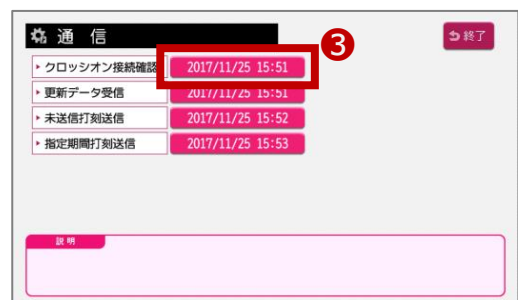 通 信
終了
3
クロッシオン接続確認 2017/11/25 15:51
更新データ受信 2017/11/25 15:51
未送信打刻送信 2017/11/25 15:52
指定期間打刻送信 2017/11/25 15:53
説明